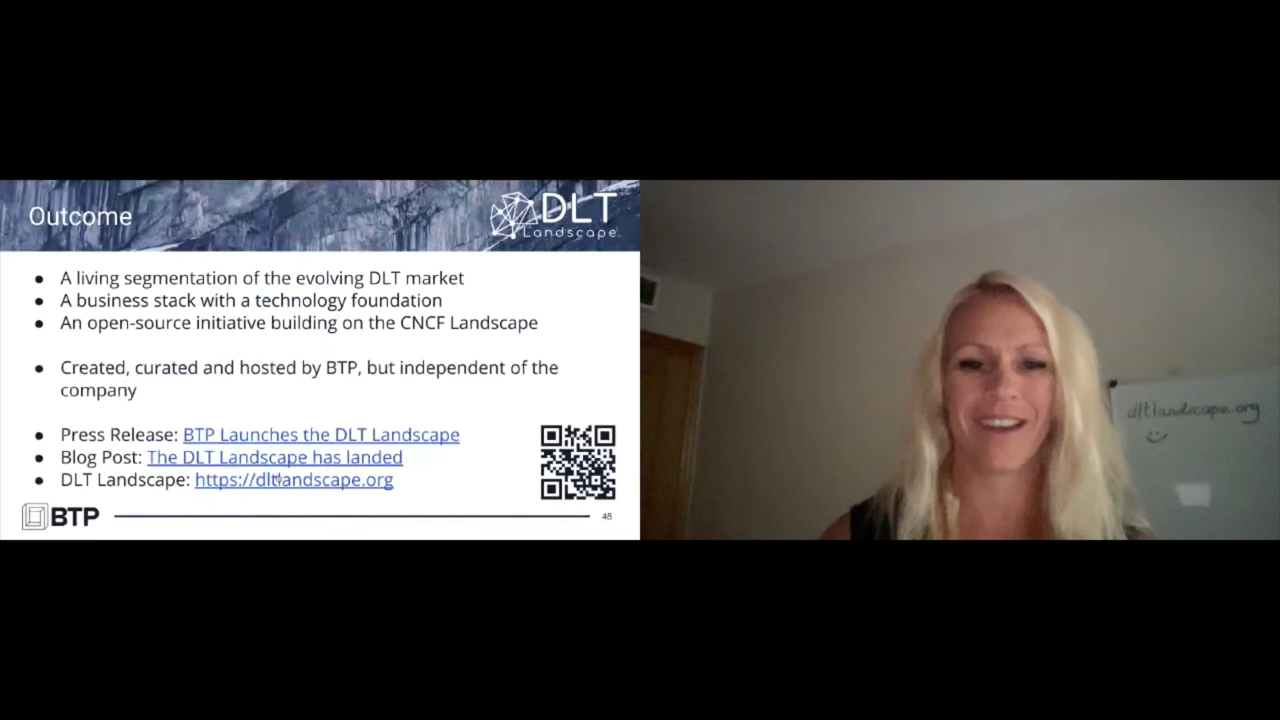 Outcome
DLT
Landscape
A living segmentation of the evolving DLT market
A business stack with a technology foundation
An open-source initiative building on the CNCF Landscape
Created, curated and hosted by BTP, but independent of the
company
Press Release: BTP Launches the DLT Landscape
Blog Post: The DLT Landscape has landed
DLT Landscape: https://dltlandscape.org
BTP
48
dltlandscape.org